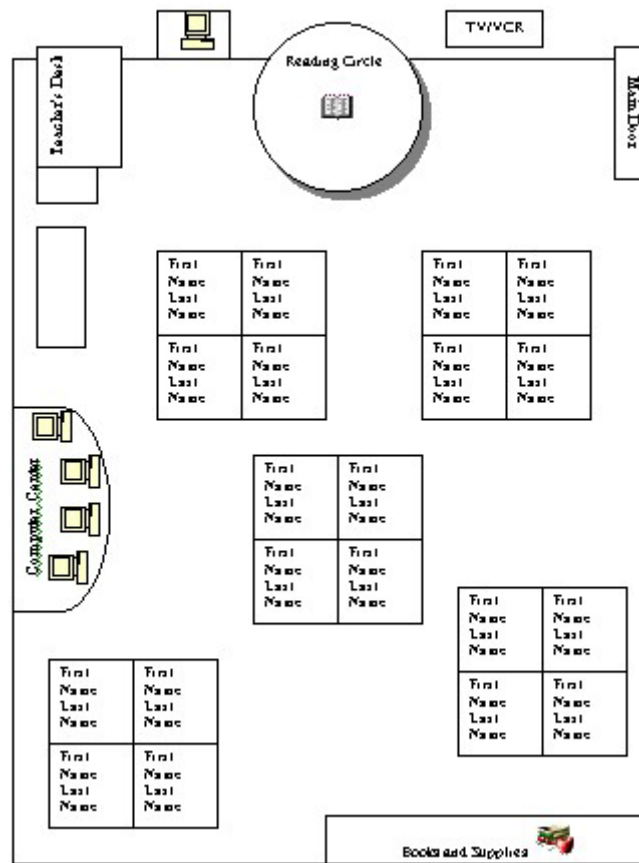 TV/VCR
Reading Circle
Teacher's Desk
Main Door
First
Name
Last
Name
First
Name
Last
Name
First
Name
Last
Name
First
Name
Last
Name
First
Name
Last
Name
First
Name
Last
Name
First
Name
Last
Name
First
Name
Last
Name
Computer Center
First
Name
Last
Name
First
Name
Last
Name
First
Name
Last
Name
First
Name
Last
Name
First
Name
Last
Name
First
Name
Last
Name
First
Name
Last
Name
First
Name
Last
Name
First
Name
Last
Name
First
Name
Last
Name
First
Name
Last
Name
First
Name
Last
Name
Books and Supplies